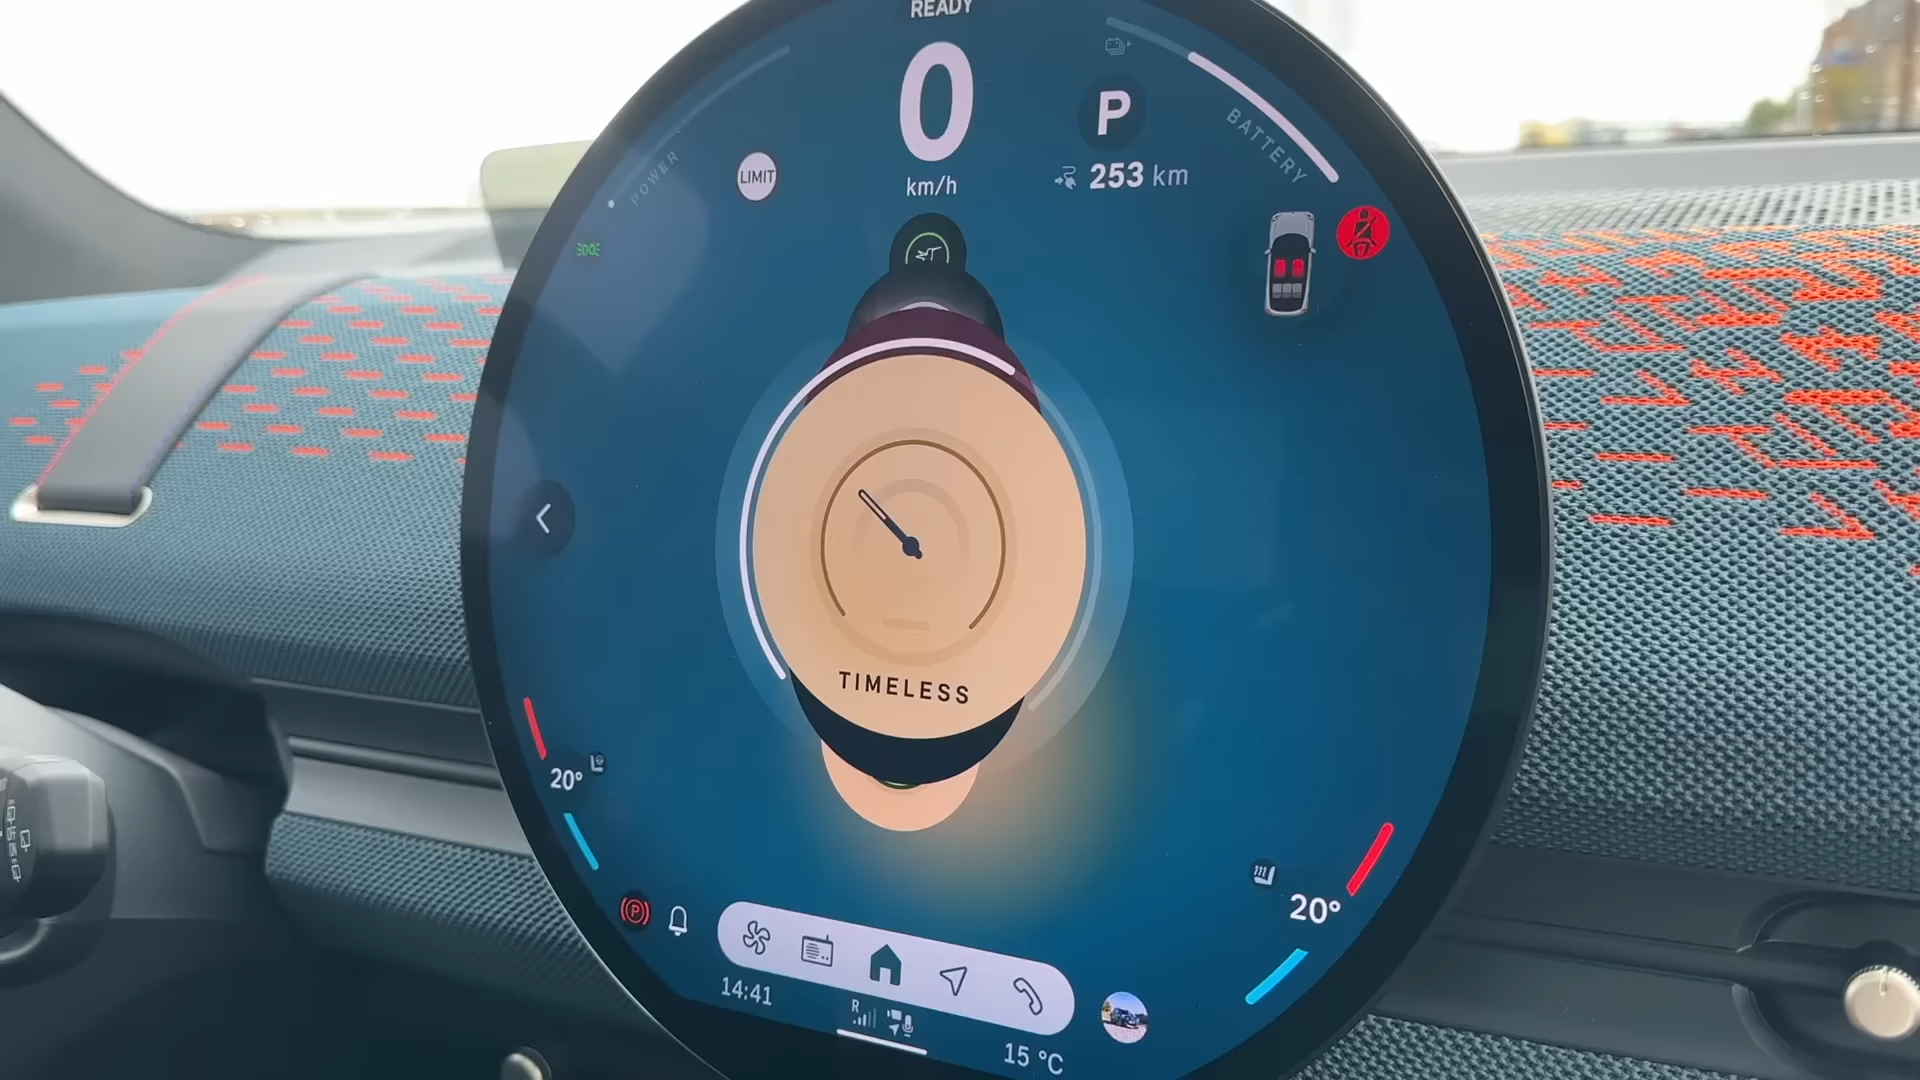 READY
0
km/h
P
253 km
POWER
LIMIT
BATTERY
TIMELESS
20°
20°
P
14:41
R
15 °C